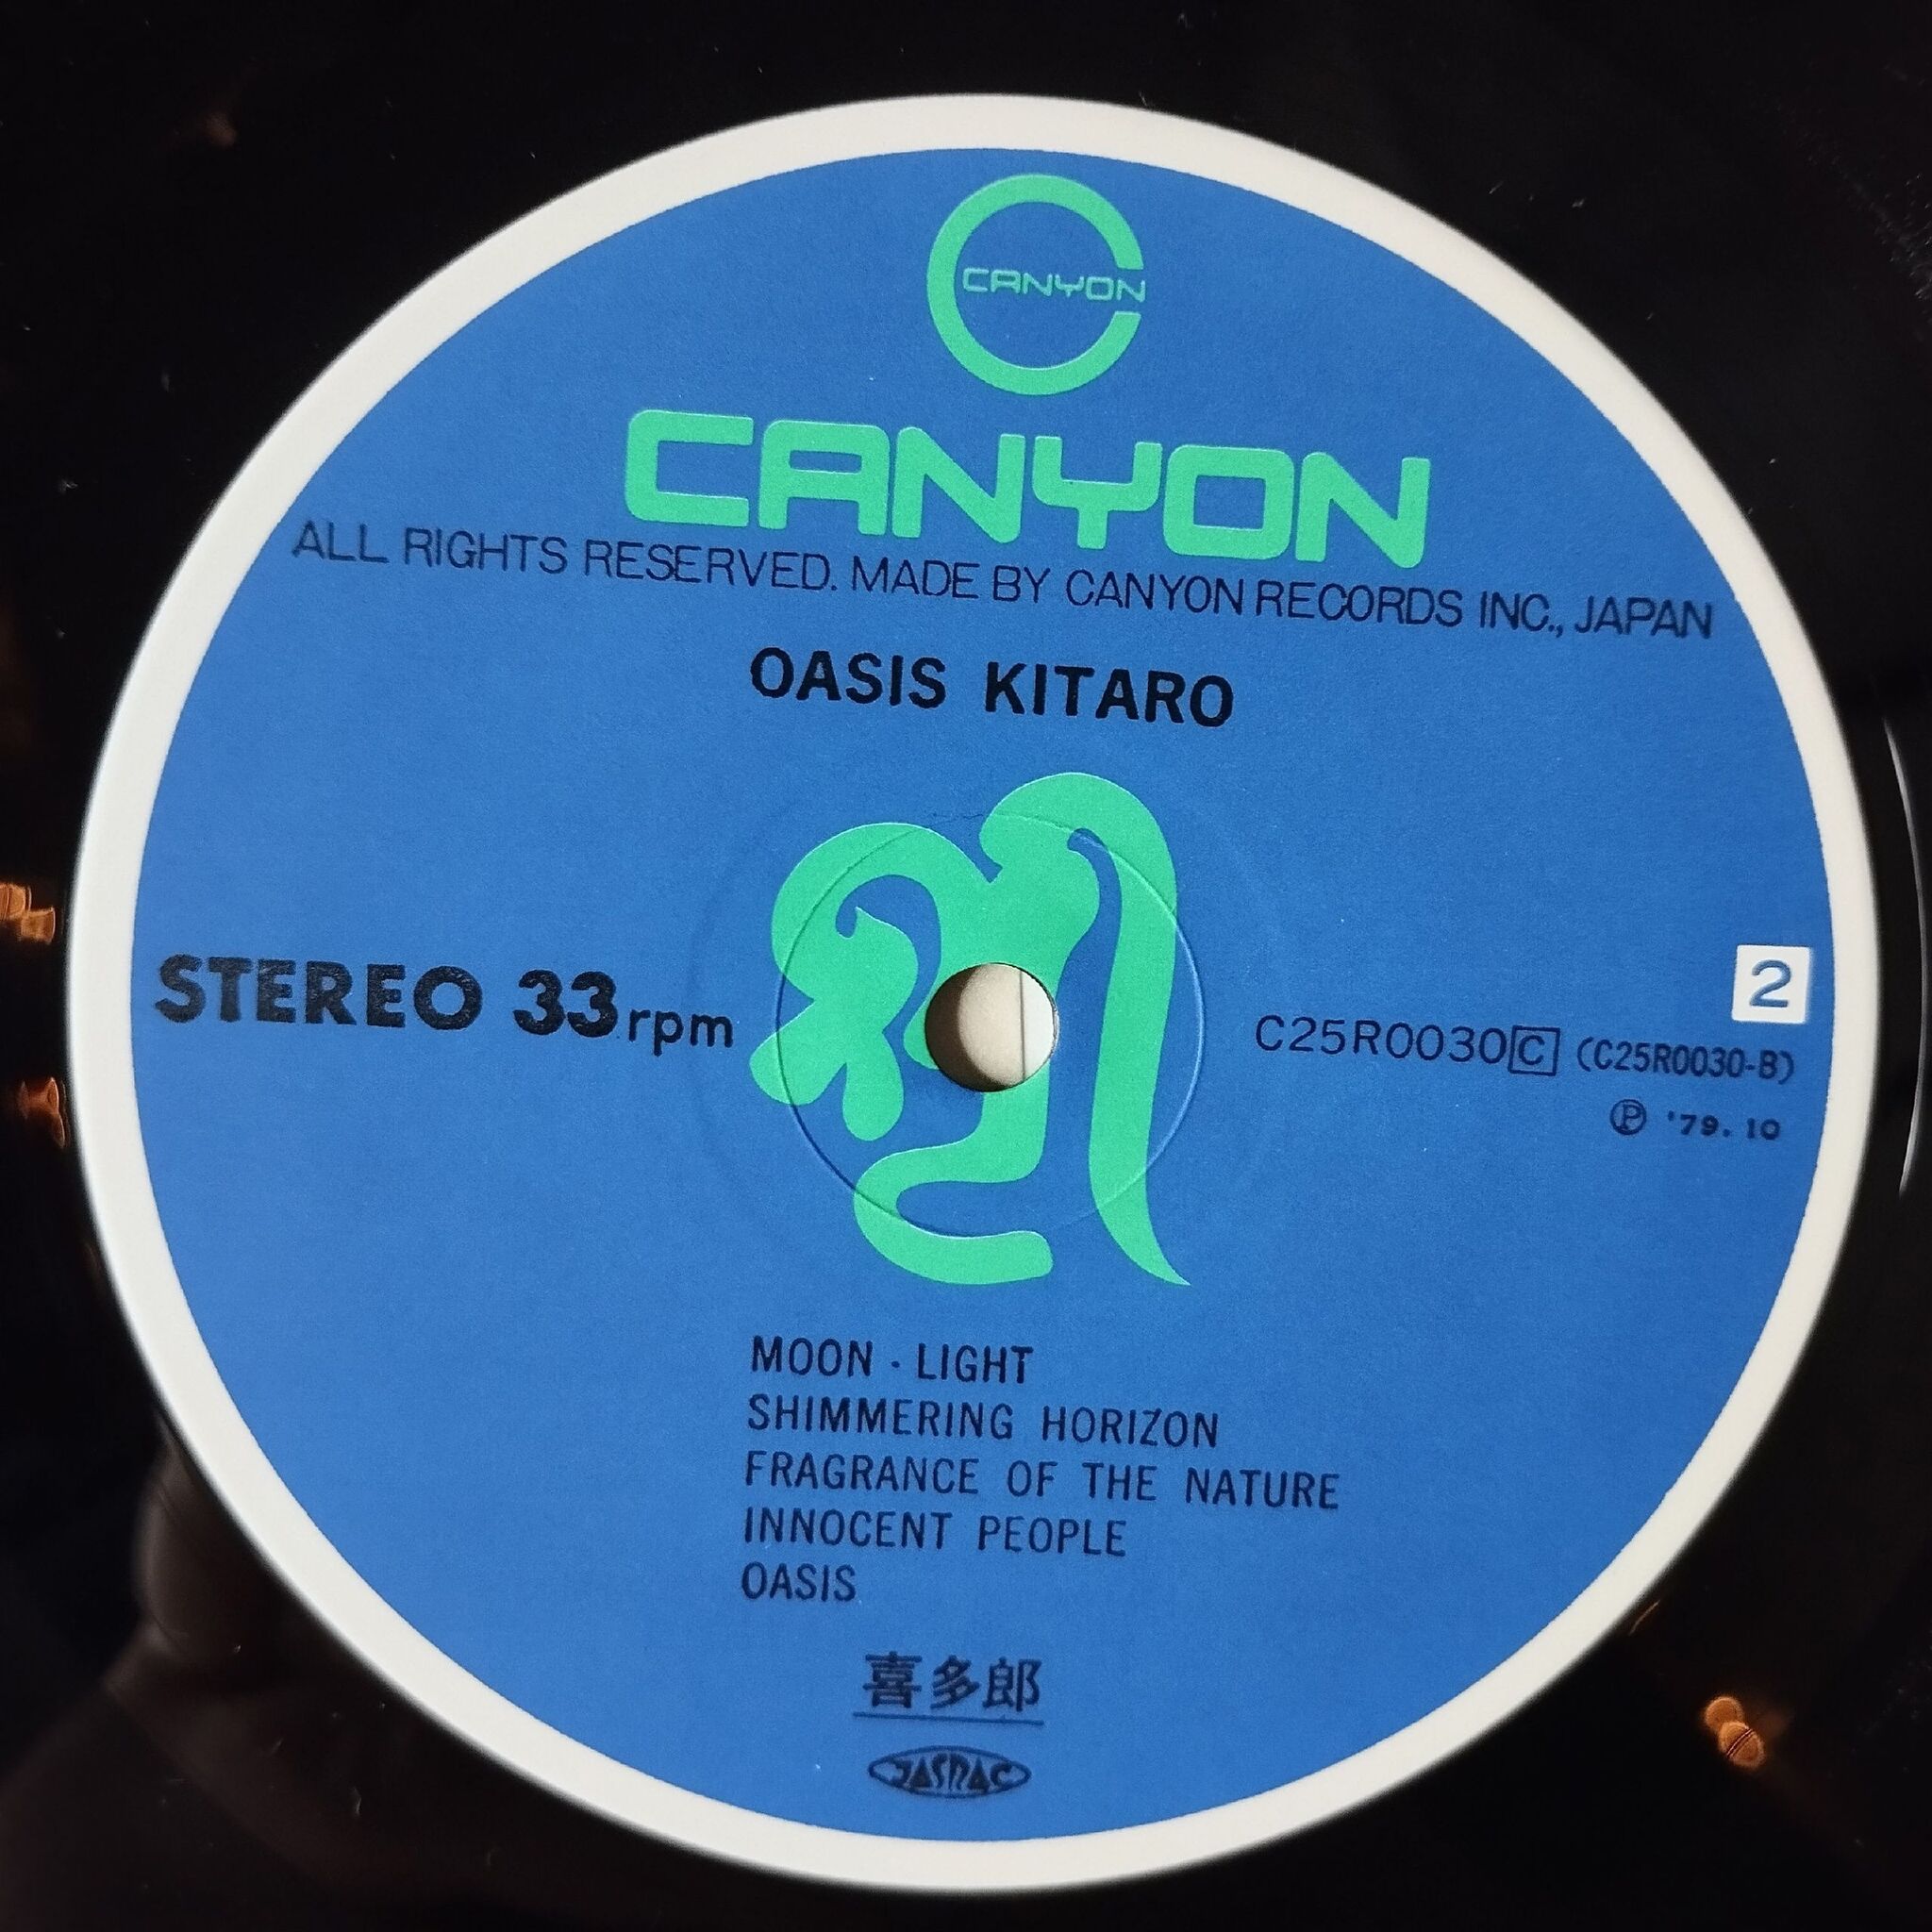 CANYON
CANYON
ALL RIGHTS RESERVED. MADE BY CANYON RECORDS INC., JAPAN
OASIS KITARO
STEREO 33rpm
2
C25R0030 C (C25R0030-B)
Ⓟ '79.10
MOON · LIGHT
SHIMMERING HORIZON
FRAGRANCE OF THE NATURE
INNOCENT PEOPLE
OASIS
喜多郎
JASRAC